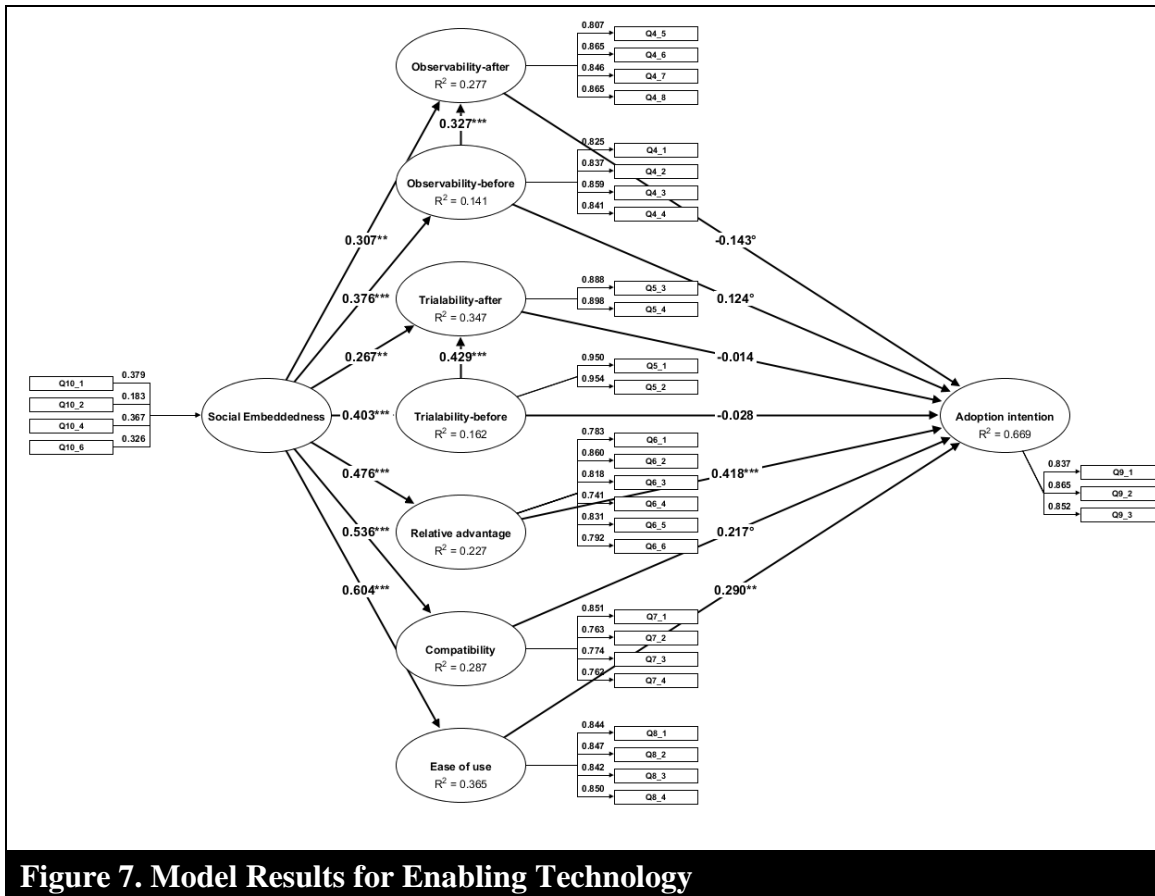 0.807
Q4_5
0.865
Q4_6
Observability-after
0.846
Q4_7
R² = 0.277
0.865
Q4_8
0.327***
0.825
Q4_1
0.837
Q4_2
Observability-before
0.859
Q4_3
R² = 0.141
0.841
Q4_4
0.307**
-0.143°
0.376***
0.888
Q5_3
Trialability-after
0.898
Q5_4
0.124°
R² = 0.347
0.267**
0.429***
-0.014
0.950
Q5_1
0.954
Q5_2
0.379
Q10_1
0.183
Q10_2
0.367
Q10_4
0.326
Q10_6
Social Embeddedness
0.403***
Trialability-before
R² = 0.162
-0.028
Adoption intention
R² = 0.669
0.783
Q6_1
0.860
Q6_2
0.818
Q6_3
0.741
Q6_4
0.831
Q6_5
0.792
Q6_6
0.476***
0.418***
0.837
Q9_1
0.865
Q9_2
0.852
Q9_3
Relative advantage
R² = 0.227
0.536***
0.217°
0.604***
0.290**
0.851
Q7_1
0.763
Q7_2
Compatibility
0.774
Q7_3
R² = 0.287
0.762
Q7_4
0.844
Q8_1
0.847
Q8_2
Ease of use
0.842
Q8_3
R² = 0.365
0.850
Q8_4
Figure 7. Model Results for Enabling Technology